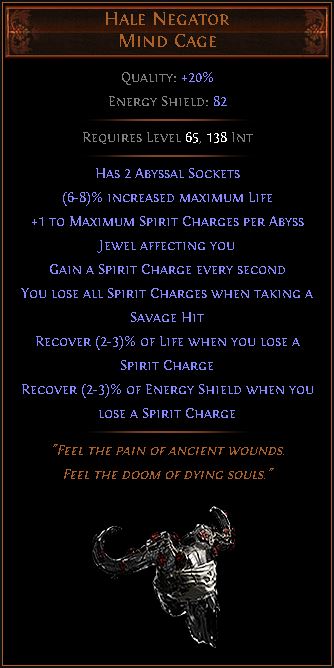 Hale Negator
Mind Cage
Quality: +20%
Energy Shield: 82
Requires Level 65, 138 Int
Has 2 Abyssal Sockets
(6-8)% increased maximum Life
+1 to Maximum Spirit Charges per Abyss
Jewel affecting you
Gain a Spirit Charge every second
You lose all Spirit Charges when taking a
Savage Hit
Recover (2-3)% of Life when you lose a
Spirit Charge
Recover (2-3)% of Energy Shield when you
lose a Spirit Charge
"Feel the pain of ancient wounds.
Feel the doom of dying souls."